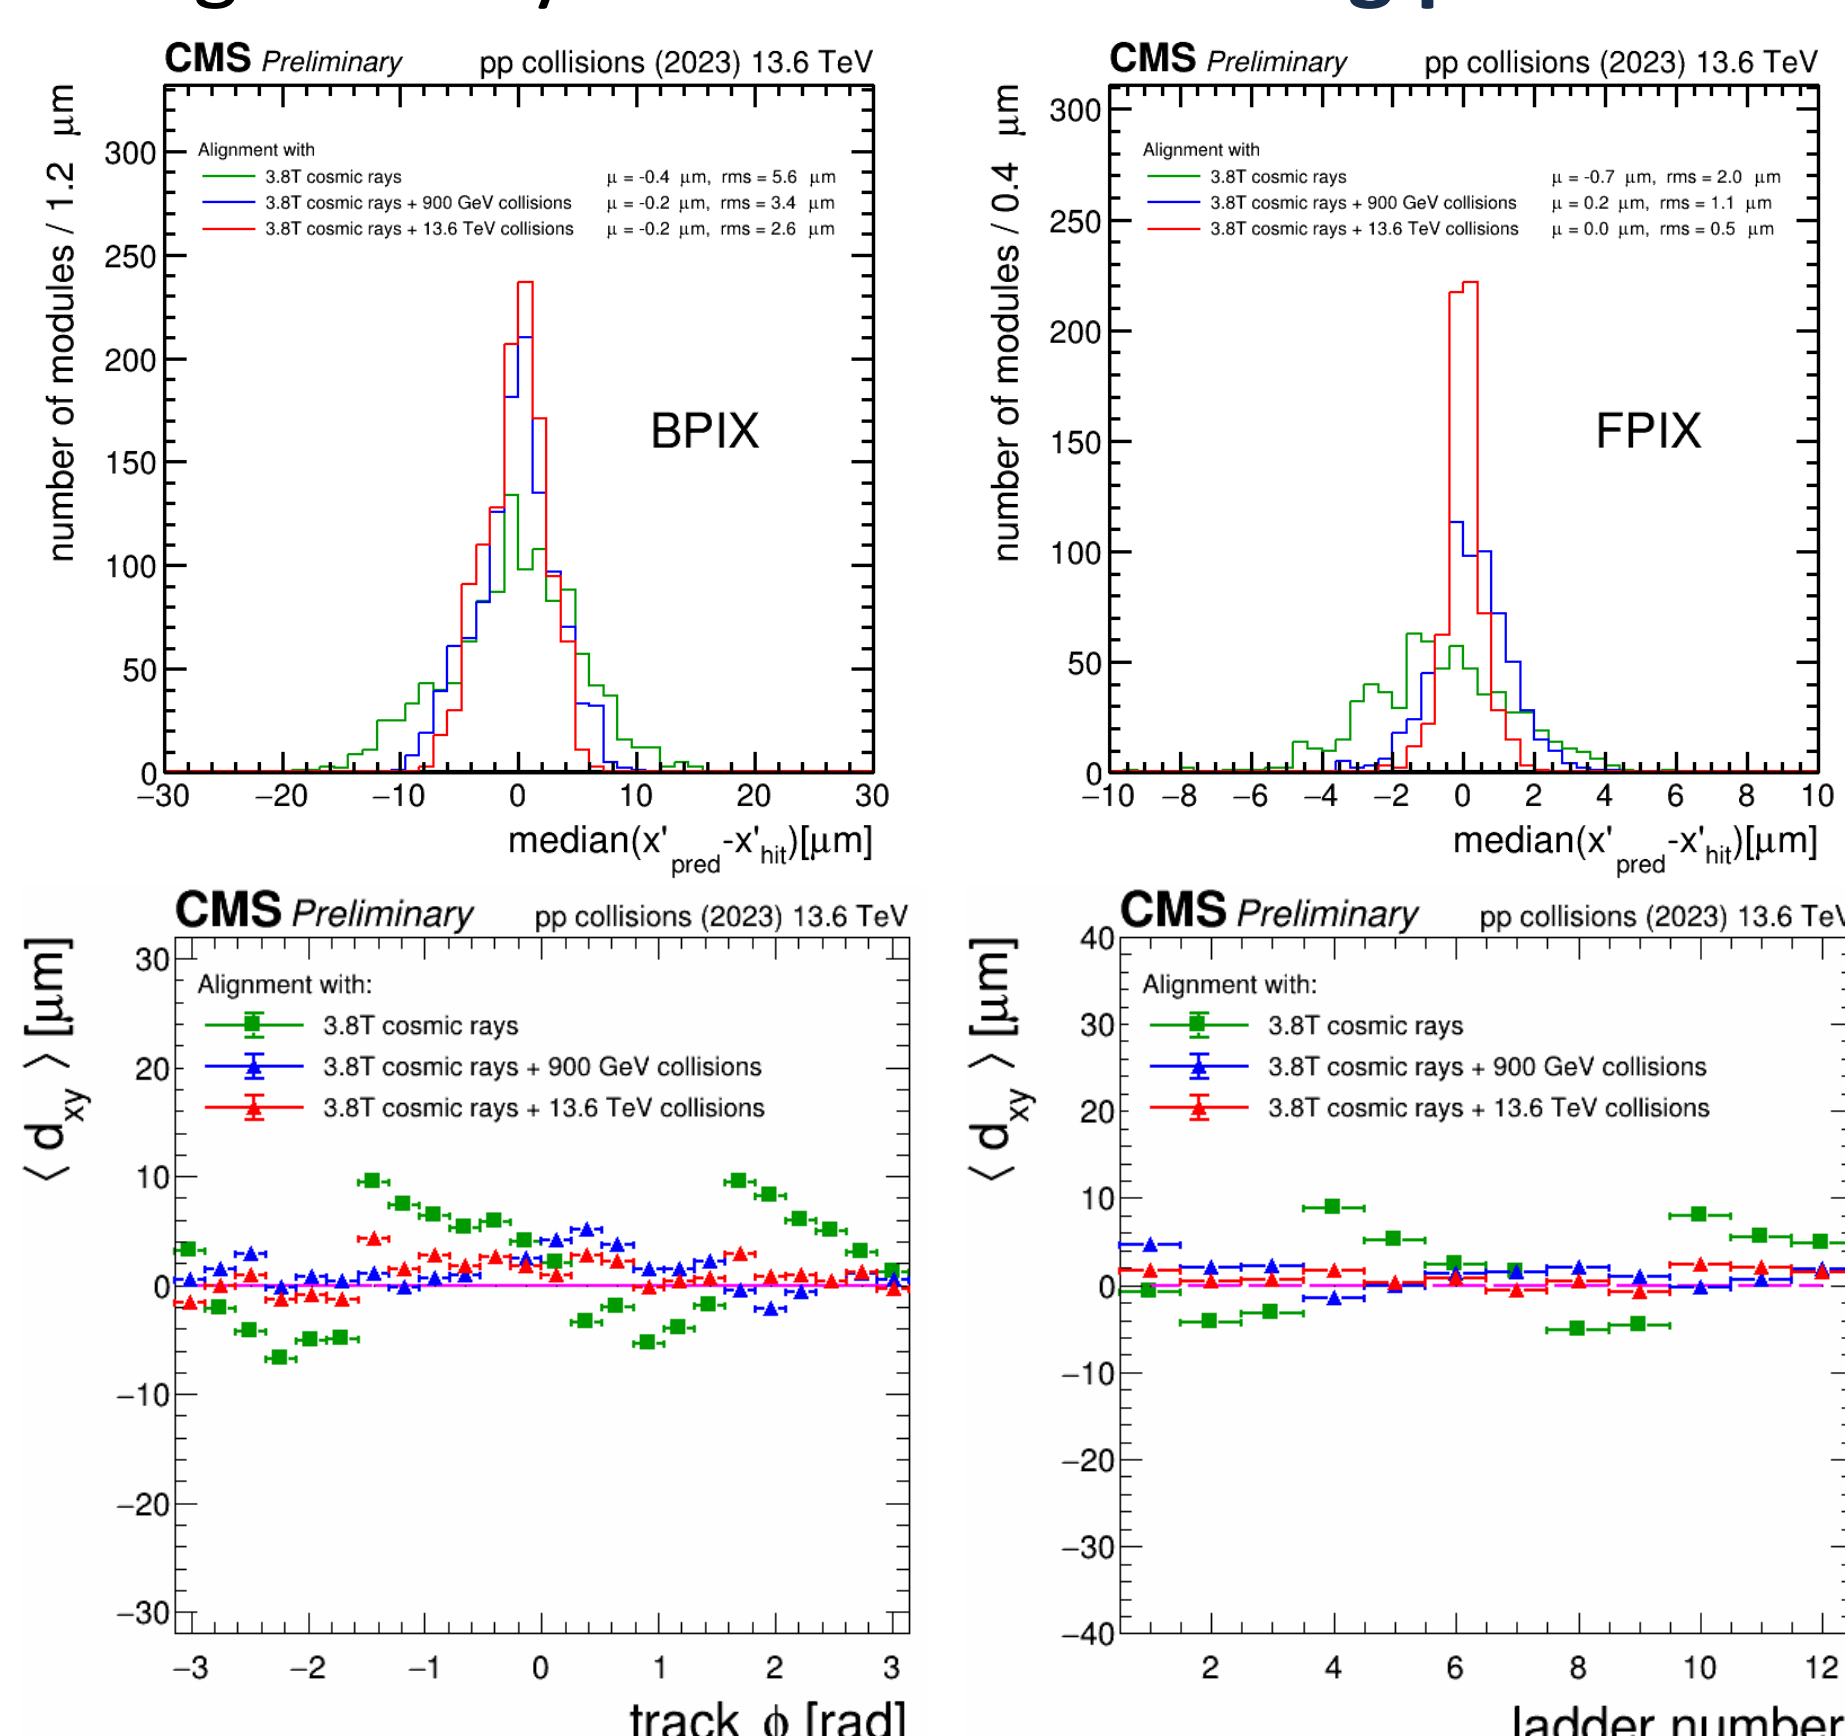 CMS Preliminary pp collisions (2023) 13.6 TeV
number of modules / 1.2 μm
300
250
200
150
100
50
0
Alignment with
3.8T cosmic rays μ = -0.4 μm, rms = 5.6 μm
3.8T cosmic rays + 900 GeV collisions μ = -0.2 μm, rms = 3.4 μm
3.8T cosmic rays + 13.6 TeV collisions μ = -0.2 μm, rms = 2.6 μm
BPIX
−30 −20 −10 0 10 20 30
median(x'pred-x'hit)[μm]
CMS Preliminary pp collisions (2023) 13.6 TeV
number of modules / 0.4 μm
300
250
200
150
100
50
0
Alignment with
3.8T cosmic rays μ = -0.7 μm, rms = 2.0 μm
3.8T cosmic rays + 900 GeV collisions μ = 0.2 μm, rms = 1.1 μm
3.8T cosmic rays + 13.6 TeV collisions μ = 0.0 μm, rms = 0.5 μm
FPIX
−10 −8 −6 −4 −2 0 2 4 6 8 10
median(x'pred-x'hit)[μm]
CMS Preliminary pp collisions (2023) 13.6 TeV
⟨ dxy ⟩ [μm]
30
20
10
0
−10
−20
−30
Alignment with:
3.8T cosmic rays
3.8T cosmic rays + 900 GeV collisions
3.8T cosmic rays + 13.6 TeV collisions
−3 −2 −1 0 1 2 3
track ϕ [rad]
CMS Preliminary pp collisions (2023) 13.6 TeV
⟨ dxy ⟩ [μm]
40
30
20
10
0
−10
−20
−30
−40
Alignment with:
3.8T cosmic rays
3.8T cosmic rays + 900 GeV collisions
3.8T cosmic rays + 13.6 TeV collisions
2 4 6 8 10 12
ladder number